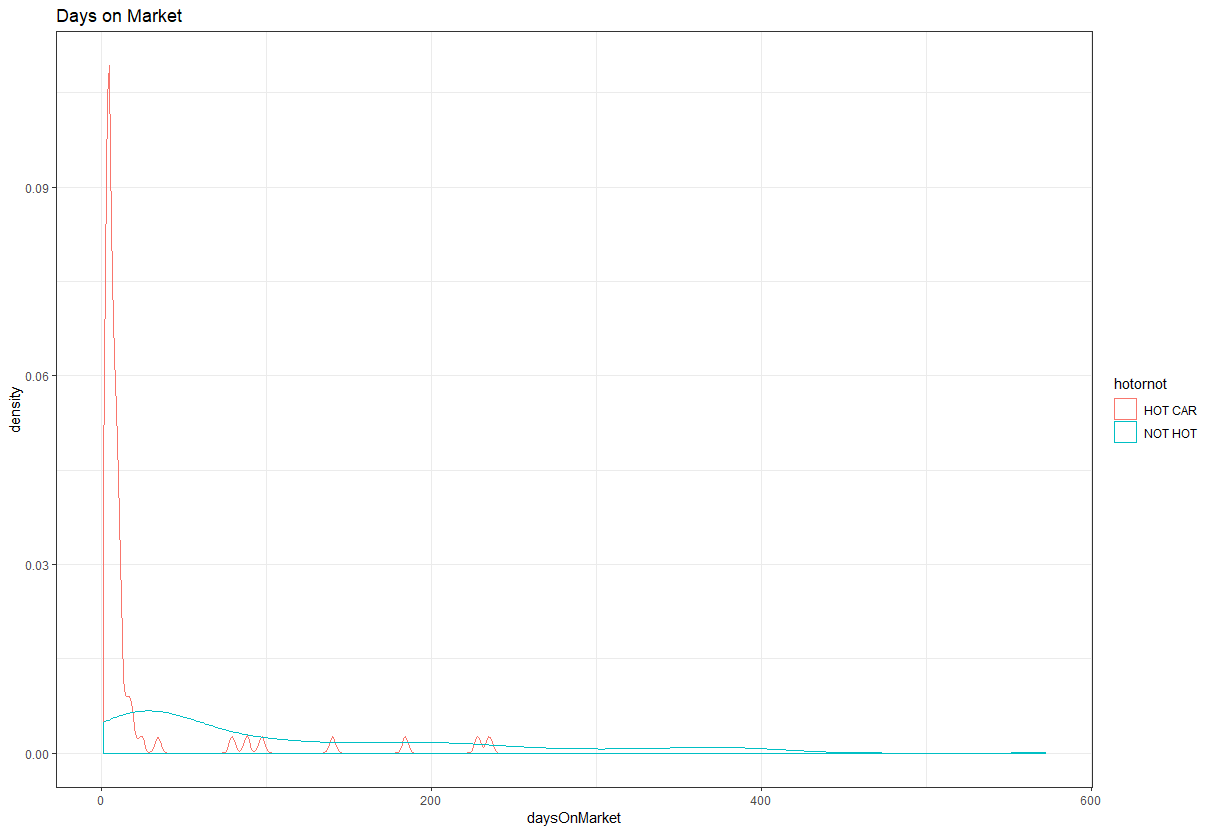 Days on Market
density
0.09
0.06
0.03
0.00
0
200
400
600
daysOnMarket
hotornot
HOT CAR
NOT HOT